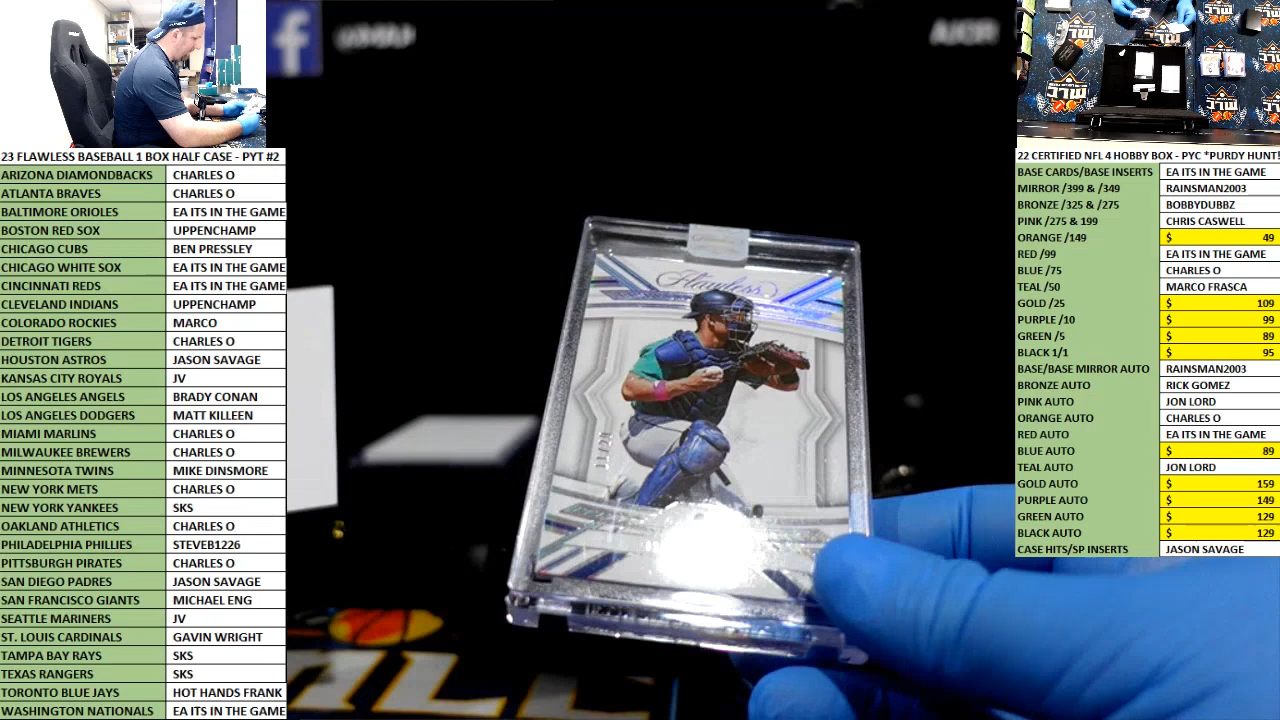 23 FLAWLESS BASEBALL 1 BOX HALF CASE - PYT #2
ARIZONA DIAMONDBACKS CHARLES O
ATLANTA BRAVES CHARLES O
BALTIMORE ORIOLES EA ITS IN THE GAME
BOSTON RED SOX UPPENCHAMP
CHICAGO CUBS BEN PRESSLEY
CHICAGO WHITE SOX EA ITS IN THE GAME
CINCINNATI REDS EA ITS IN THE GAME
CLEVELAND INDIANS UPPENCHAMP
COLORADO ROCKIES MARCO
DETROIT TIGERS CHARLES O
HOUSTON ASTROS JASON SAVAGE
KANSAS CITY ROYALS JV
LOS ANGELES ANGELS BRADY CONAN
LOS ANGELES DODGERS MATT KILLEEN
MIAMI MARLINS CHARLES O
MILWAUKEE BREWERS CHARLES O
MINNESOTA TWINS MIKE DINSMORE
NEW YORK METS CHARLES O
NEW YORK YANKEES SKS
OAKLAND ATHLETICS CHARLES O
PHILADELPHIA PHILLIES STEVEB1226
PITTSBURGH PIRATES CHARLES O
SAN DIEGO PADRES JASON SAVAGE
SAN FRANCISCO GIANTS MICHAEL ENG
SEATTLE MARINERS JV
ST. LOUIS CARDINALS GAVIN WRIGHT
TAMPA BAY RAYS SKS
TEXAS RANGERS SKS
TORONTO BLUE JAYS HOT HANDS FRANK
WASHINGTON NATIONALS EA ITS IN THE GAME
Flawless
22 CERTIFIED NFL 4 HOBBY BOX - PYC *PURDY HUNT!
BASE CARDS/BASE INSERTS EA ITS IN THE GAME
MIRROR /399 & /349 RAINSMAN2003
BRONZE /325 & /275 BOBBYDUBBZ
PINK /275 & 199 CHRIS CASWELL
ORANGE /149 $ 49
RED /99 EA ITS IN THE GAME
BLUE /75 CHARLES O
TEAL /50 MARCO FRASCA
GOLD /25 $ 109
PURPLE /10 $ 99
GREEN /5 $ 89
BLACK 1/1 $ 95
BASE/BASE MIRROR AUTO RAINSMAN2003
BRONZE AUTO RICK GOMEZ
PINK AUTO JON LORD
ORANGE AUTO CHARLES O
RED AUTO EA ITS IN THE GAME
BLUE AUTO $ 89
TEAL AUTO JON LORD
GOLD AUTO $ 159
PURPLE AUTO $ 149
GREEN AUTO $ 129
BLACK AUTO $ 129
CASE HITS/SP INSERTS JASON SAVAGE